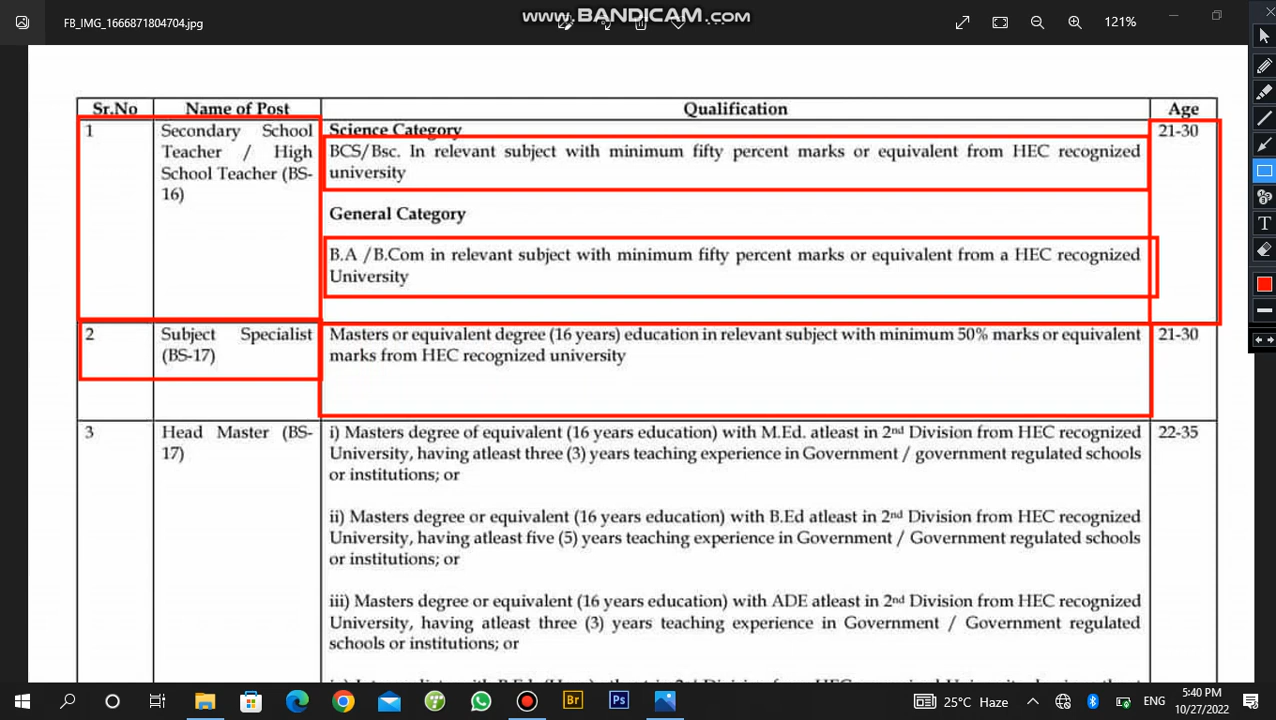 FB_IMG_1666871804704.jpg
www.BANDICAM.com
121%
Sr.No Name of Post Qualification Age
1 Secondary School Teacher / High School Teacher (BS-16)
Science Category
BCS/Bsc. In relevant subject with minimum fifty percent marks or equivalent from HEC recognized
university
General Category
B.A /B.Com in relevant subject with minimum fifty percent marks or equivalent from a HEC recognized
University
21-30
2 Subject Specialist (BS-17)
Masters or equivalent degree (16 years) education in relevant subject with minimum 50% marks or equivalent
marks from HEC recognized university
21-30
3 Head Master (BS-17)
i) Masters degree of equivalent (16 years education) with M.Ed. atleast in 2nd Division from HEC recognized
University, having atleast three (3) years teaching experience in Government / government regulated schools
or institutions; or
ii) Masters degree or equivalent (16 years education) with B.Ed atleast in 2nd Division from HEC recognized
University, having atleast five (5) years teaching experience in Government / Government regulated schools
or institutions; or
iii) Masters degree or equivalent (16 years education) with ADE atleast in 2nd Division from HEC recognized
University, having atleast three (3) years teaching experience in Government / Government regulated
schools or institutions; or
22-35
T
Br
Ps
25°C Haze
ENG
5:40 PM
10/27/2022